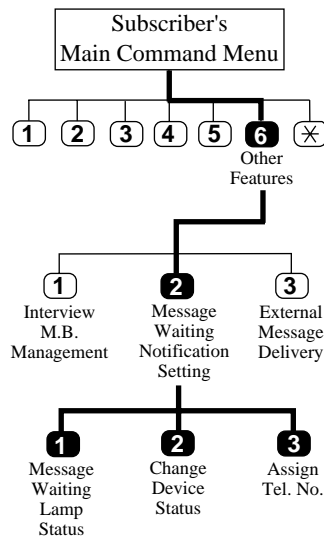 Subscriber's
Main Command Menu
1 2 3 4 5 6 ✳
Other
Features
1 2 3
Interview
M.B.
Management
Message
Waiting
Notification
Setting
External
Message
Delivery
1 2 3
Message
Waiting
Lamp
Status
Change
Device
Status
Assign
Tel. No.